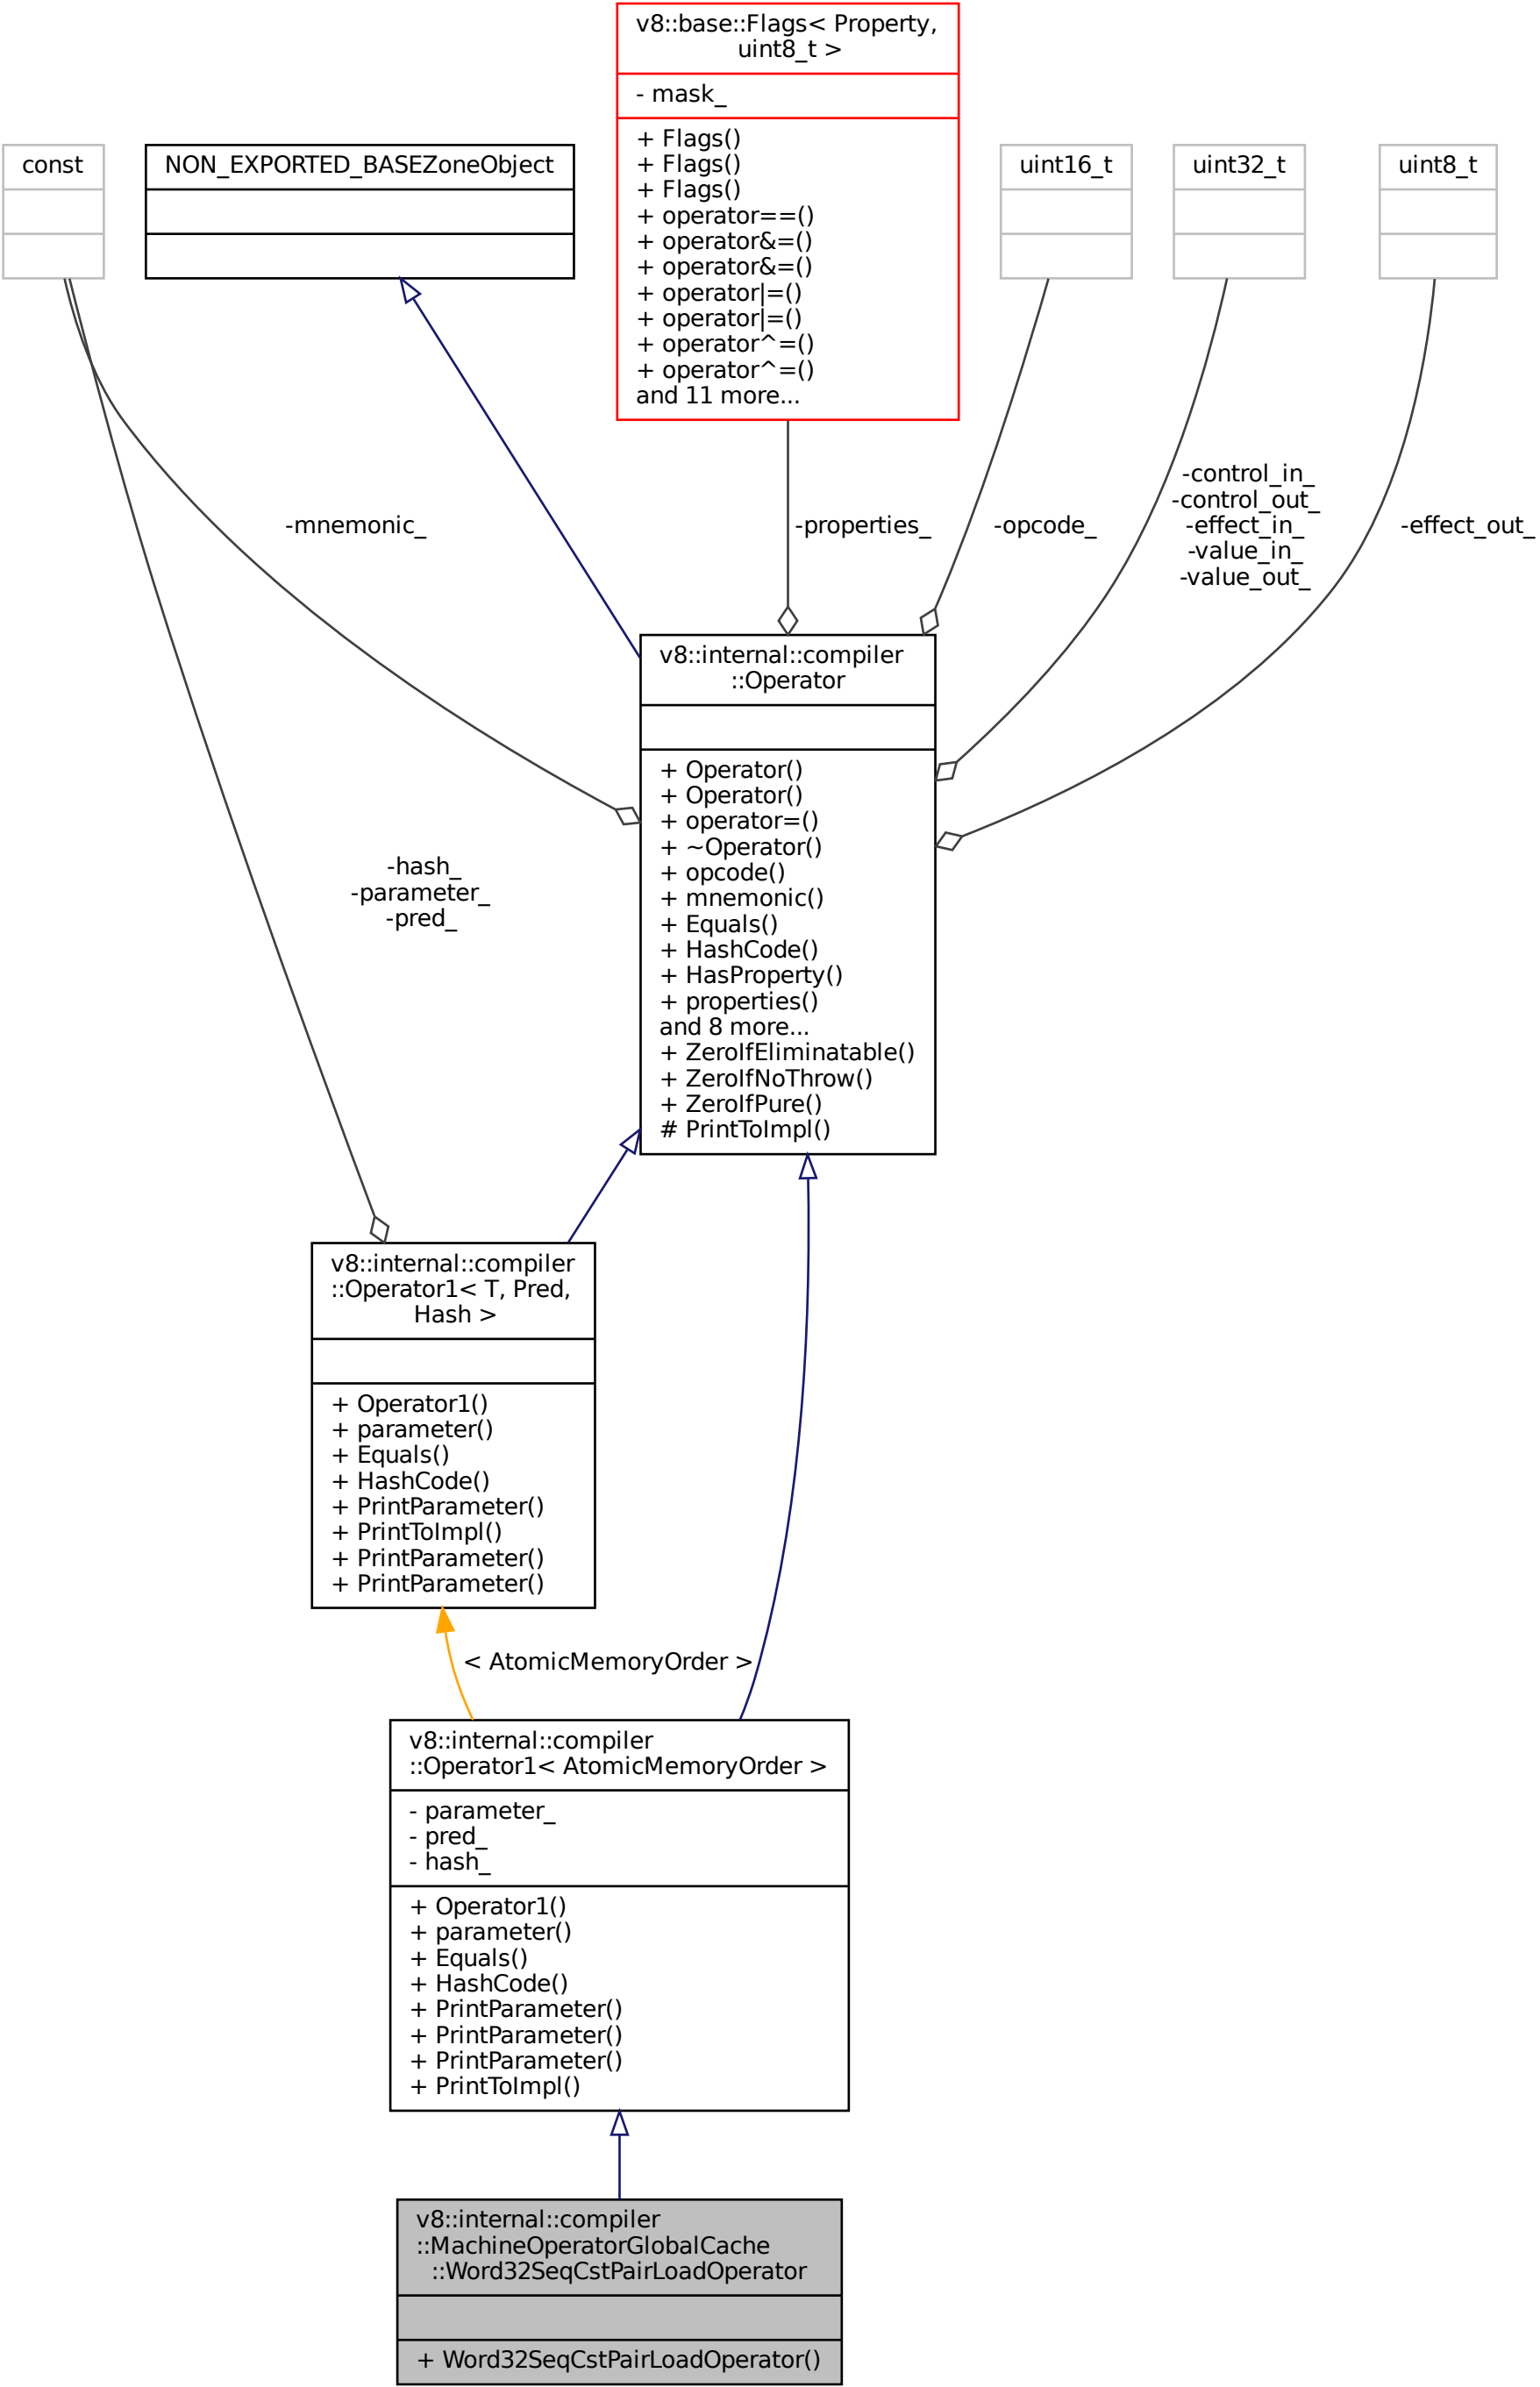 v8::base::Flags< Property,
uint8_t >
- mask_
+ Flags()
+ Flags()
+ Flags()
+ operator==()
+ operator&=()
+ operator&=()
+ operator|=()
+ operator|=()
+ operator^=()
+ operator^=()
and 11 more...
const
NON_EXPORTED_BASEZoneObject
uint16_t
uint32_t
uint8_t
-mnemonic_
-properties_
-opcode_
-control_in_
-control_out_
-effect_in_
-value_in_
-value_out_
-effect_out_
v8::internal::compiler
::Operator
+ Operator()
+ Operator()
+ operator=()
+ ~Operator()
+ opcode()
+ mnemonic()
+ Equals()
+ HashCode()
+ HasProperty()
+ properties()
and 8 more...
+ ZeroIfEliminatable()
+ ZeroIfNoThrow()
+ ZeroIfPure()
# PrintToImpl()
-hash_
-parameter_
-pred_
v8::internal::compiler
::Operator1< T, Pred,
Hash >
+ Operator1()
+ parameter()
+ Equals()
+ HashCode()
+ PrintParameter()
+ PrintToImpl()
+ PrintParameter()
+ PrintParameter()
< AtomicMemoryOrder >
v8::internal::compiler
::Operator1< AtomicMemoryOrder >
- parameter_
- pred_
- hash_
+ Operator1()
+ parameter()
+ Equals()
+ HashCode()
+ PrintParameter()
+ PrintParameter()
+ PrintParameter()
+ PrintToImpl()
v8::internal::compiler
::MachineOperatorGlobalCache
::Word32SeqCstPairLoadOperator
+ Word32SeqCstPairLoadOperator()